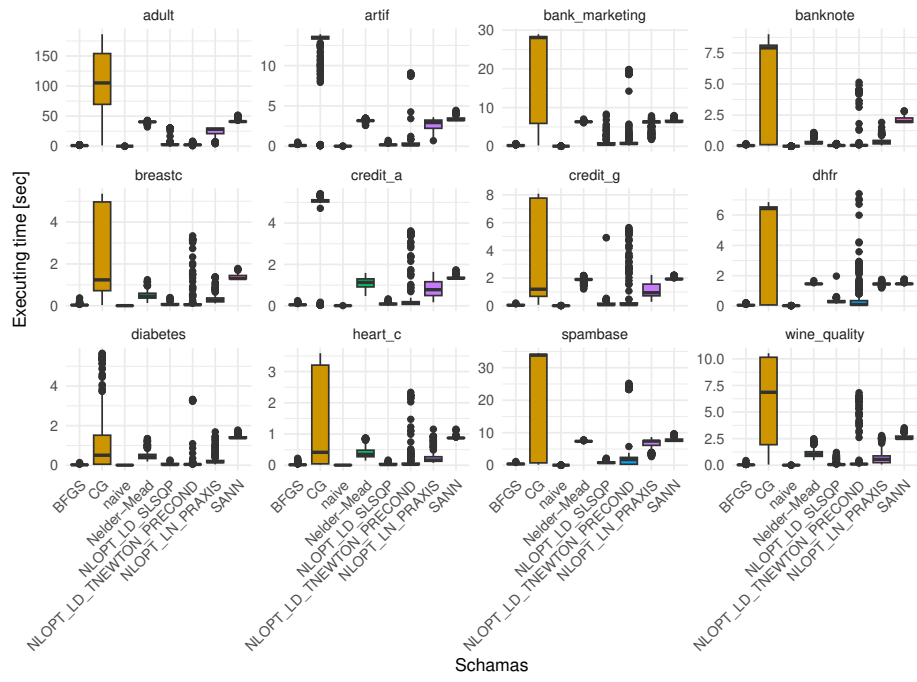 adult artif bank_marketing banknote
150 100 50 0
10 5 0
30 20 10 0
7.5 5.0 2.5 0.0
breastc credit_a credit_g dhfr
4 2 0
4 2 0
8 6 4 2 0
6 4 2 0
diabetes heart_c spambase wine_quality
4 2 0
3 2 1 0
30 20 10 0
10.0 7.5 5.0 2.5 0.0
Executing time [sec]
BFGS CG naive Nelder-Mead NLOPT_LD_SLSQP NLOPT_LD_TNEWTON_PRECOND NLOPT_LN_PRAXIS SANN
BFGS CG naive Nelder-Mead NLOPT_LD_SLSQP NLOPT_LD_TNEWTON_PRECOND NLOPT_LN_PRAXIS SANN
BFGS CG naive Nelder-Mead NLOPT_LD_SLSQP NLOPT_LD_TNEWTON_PRECOND NLOPT_LN_PRAXIS SANN
BFGS CG naive Nelder-Mead NLOPT_LD_SLSQP NLOPT_LD_TNEWTON_PRECOND NLOPT_LN_PRAXIS SANN
Schamas